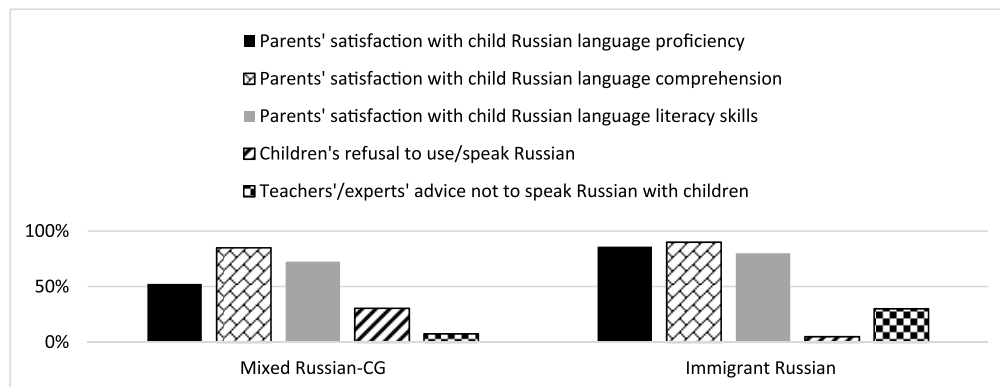 Parents' satisfaction with child Russian language proficiency
Parents' satisfaction with child Russian language comprehension
Parents' satisfaction with child Russian language literacy skills
Children's refusal to use/speak Russian
Teachers'/experts' advice not to speak Russian with children
100%
50%
0%
Mixed Russian-CG
Immigrant Russian